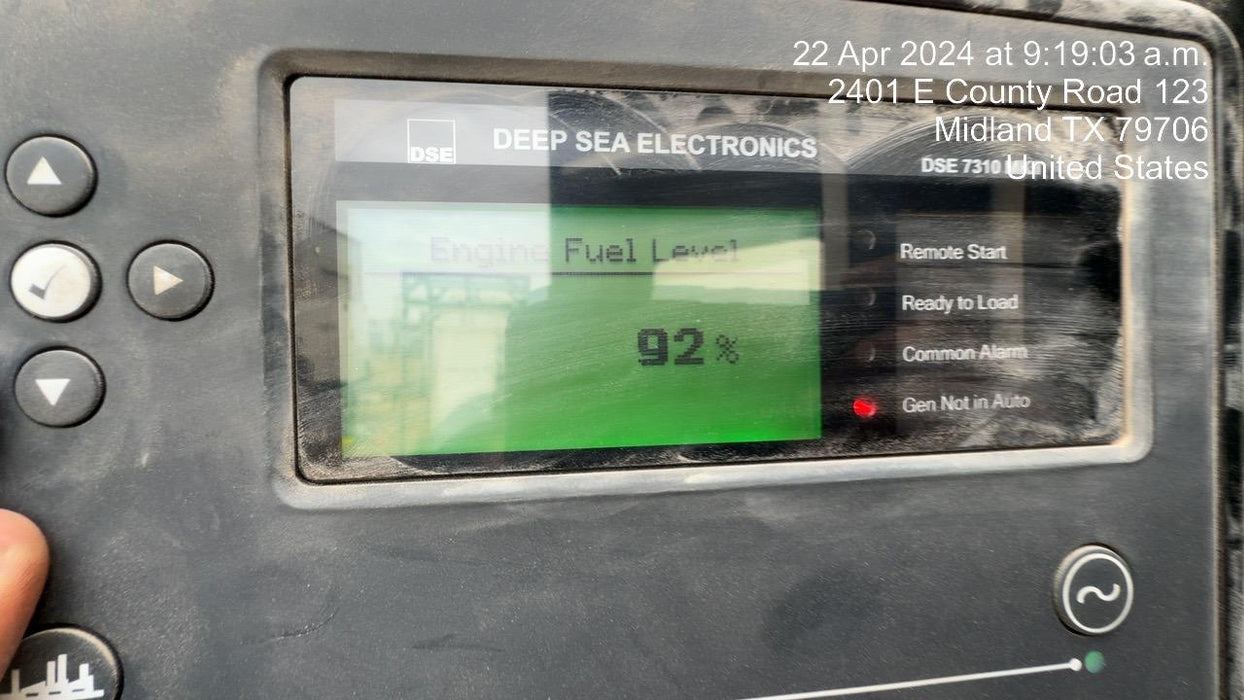 22 Apr 2024 at 9:19:03 a.m.
2401 E County Road 123
Midland TX 79706
United States
DSE
DEEP SEA ELECTRONICS
DSE 7310
Engine Fuel Level
92 %
Remote Start
Ready to Load
Common Alarm
Gen Not in Auto